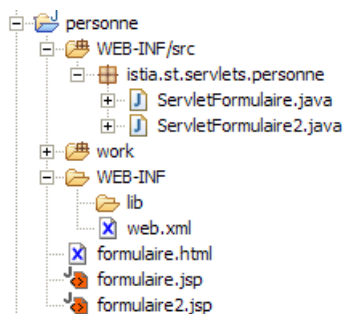 personne
WEB-INF/src
istia.st.servlets.personne
ServletFormulaire.java
ServletFormulaire2.java
work
WEB-INF
lib
web.xml
formulaire.html
formulaire.jsp
formulaire2.jsp